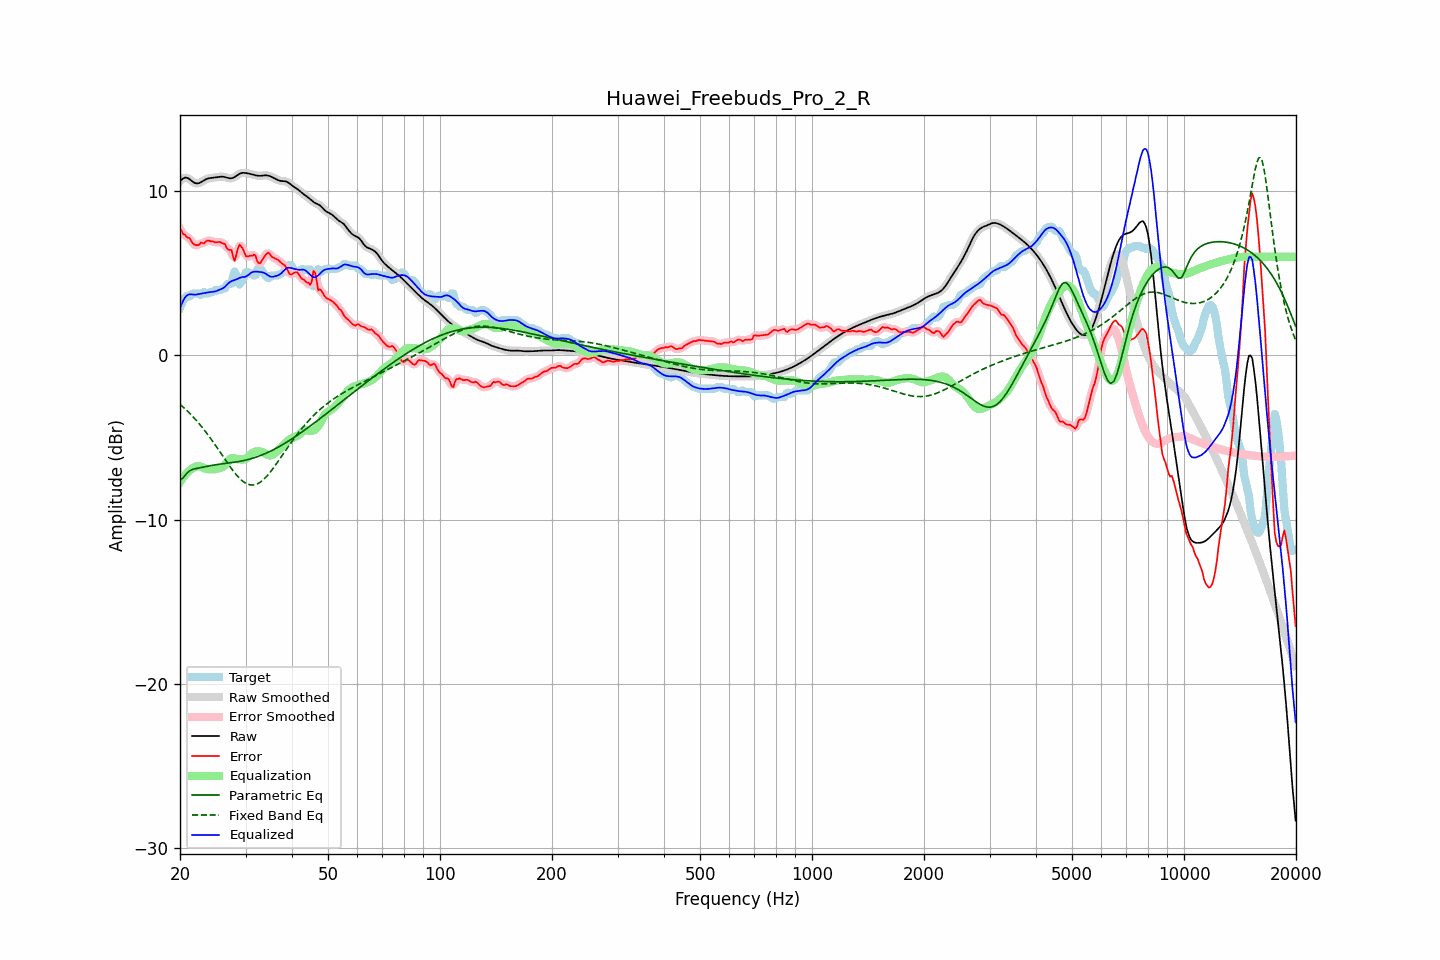 Huawei_Freebuds_Pro_2_R
Amplitude (dBr)
10
0
−10
−20
−30
Target
Raw Smoothed
Error Smoothed
Raw
Error
Equalization
Parametric Eq
Fixed Band Eq
Equalized
20 50 100 200 500 1000 2000 5000 10000 20000
Frequency (Hz)